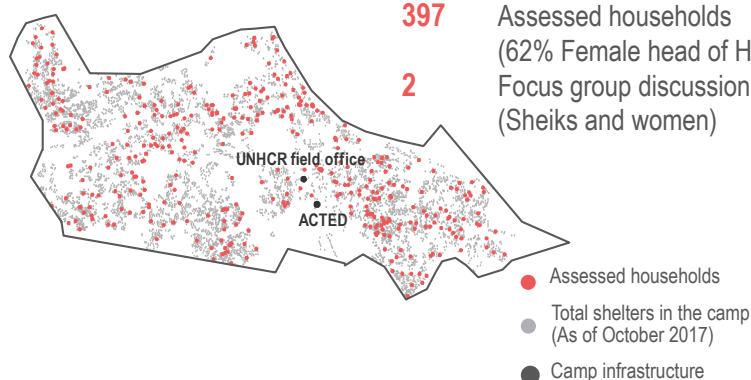 397 Assessed households
(62% Female head of H
2 Focus group discussion
(Sheiks and women)
UNHCR field office
ACTED
Assessed households
Total shelters in the camp
(As of October 2017)
Camp infrastructure